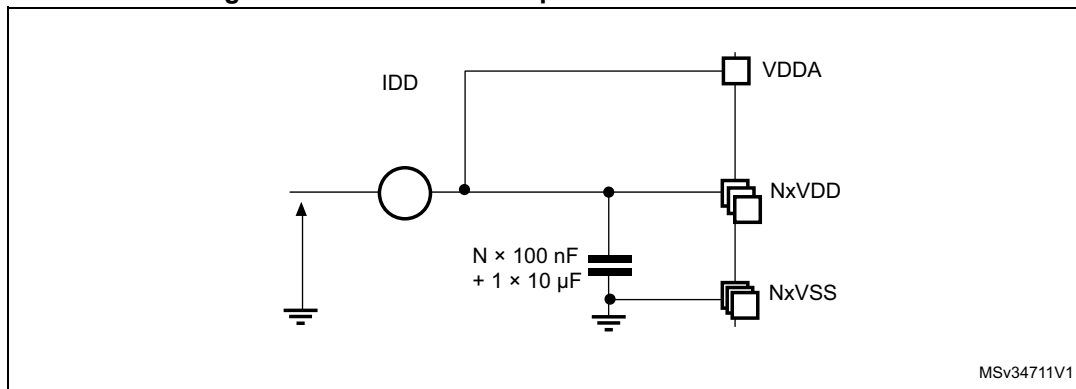 IDD
VDDA
NxVDD
N × 100 nF
+ 1 × 10 µF
NxVSS
MSv34711V1